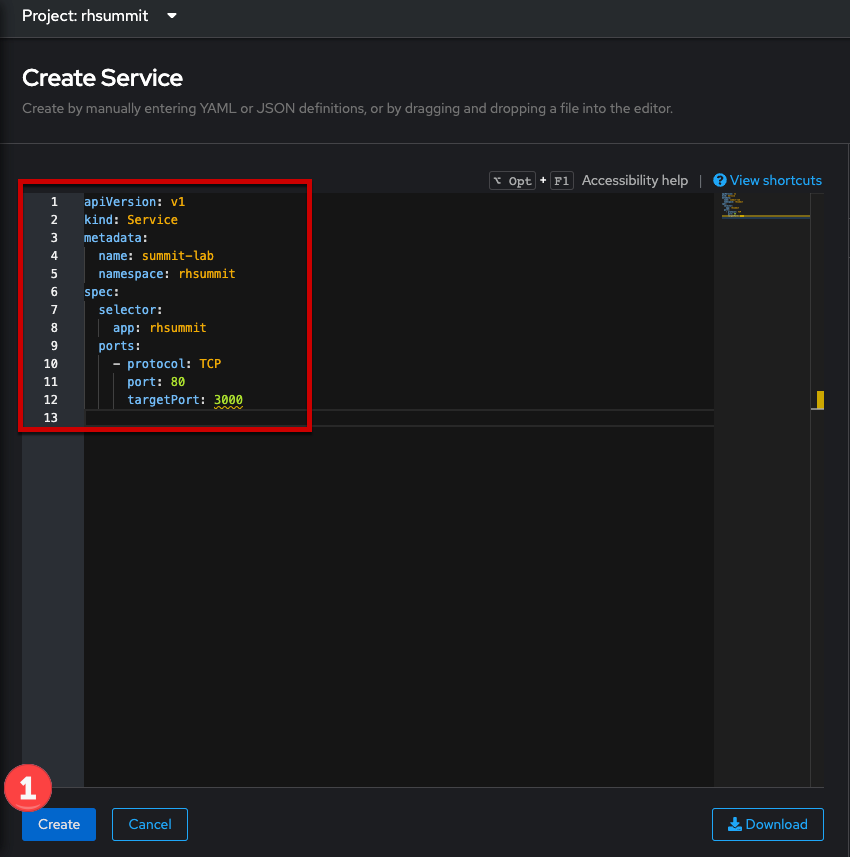 Project: rhsummit
Create Service
Create by manually entering YAML or JSON definitions, or by dragging and dropping a file into the editor.
⌥ Opt + F1 Accessibility help | View shortcuts
1 apiVersion: v1
2 kind: Service
3 metadata:
4   name: summit-lab
5   namespace: rhsummit
6 spec:
7   selector:
8     app: rhsummit
9   ports:
10     - protocol: TCP
11       port: 80
12       targetPort: 3000
13
1
Create Cancel Download